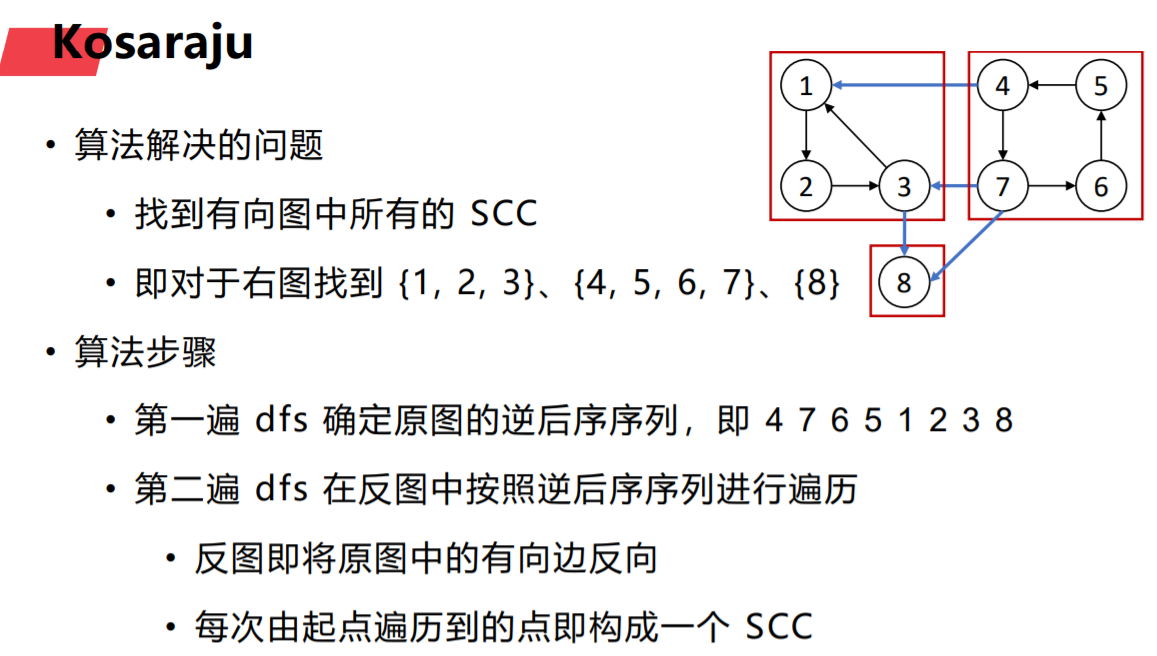 Kosaraju
• 算法解决的问题
• 找到有向图中所有的 SCC
• 即对于右图找到 {1, 2, 3}、{4, 5, 6, 7}、{8}
• 算法步骤
• 第一遍 dfs 确定原图的逆后序序列，即 4 7 6 5 1 2 3 8
• 第二遍 dfs 在反图中按照逆后序序列进行遍历
• 反图即将原图中的有向边反向
• 每次由起点遍历到的点即构成一个 SCC
1 4 5
2 3 7 6
8